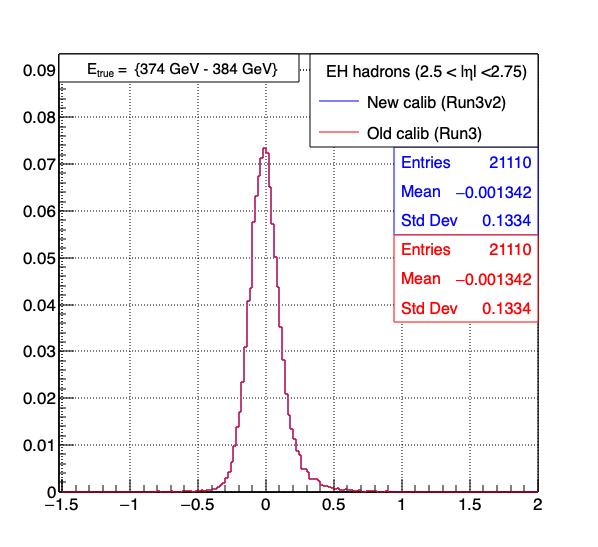 E_true = {374 GeV - 384 GeV}
EH hadrons (2.5 < |η| <2.75)
New calib (Run3v2)
Old calib (Run3)
Entries 21110
Mean −0.001342
Std Dev 0.1334
Entries 21110
Mean −0.001342
Std Dev 0.1334
0.09
0.08
0.07
0.06
0.05
0.04
0.03
0.02
0.01
0
−1.5 −1 −0.5 0 0.5 1 1.5 2